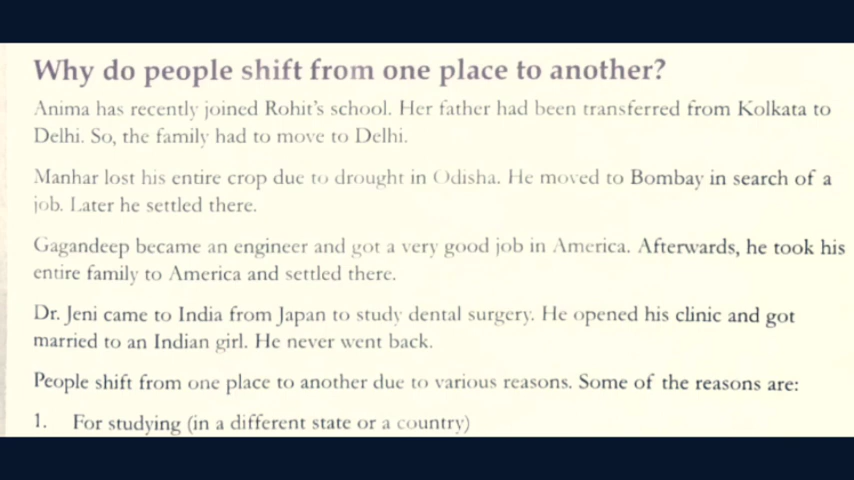 Why do people shift from one place to another?
Anima has recently joined Rohit's school. Her father had been transferred from Kolkata to
Delhi. So, the family had to move to Delhi.
Manhar lost his entire crop due to drought in Odisha. He moved to Bombay in search of a
job. Later he settled there.
Gagandeep became an engineer and got a very good job in America. Afterwards, he took his
entire family to America and settled there.
Dr. Jeni came to India from Japan to study dental surgery. He opened his clinic and got
married to an Indian girl. He never went back.
People shift from one place to another due to various reasons. Some of the reasons are:
1. For studying (in a different state or a country)